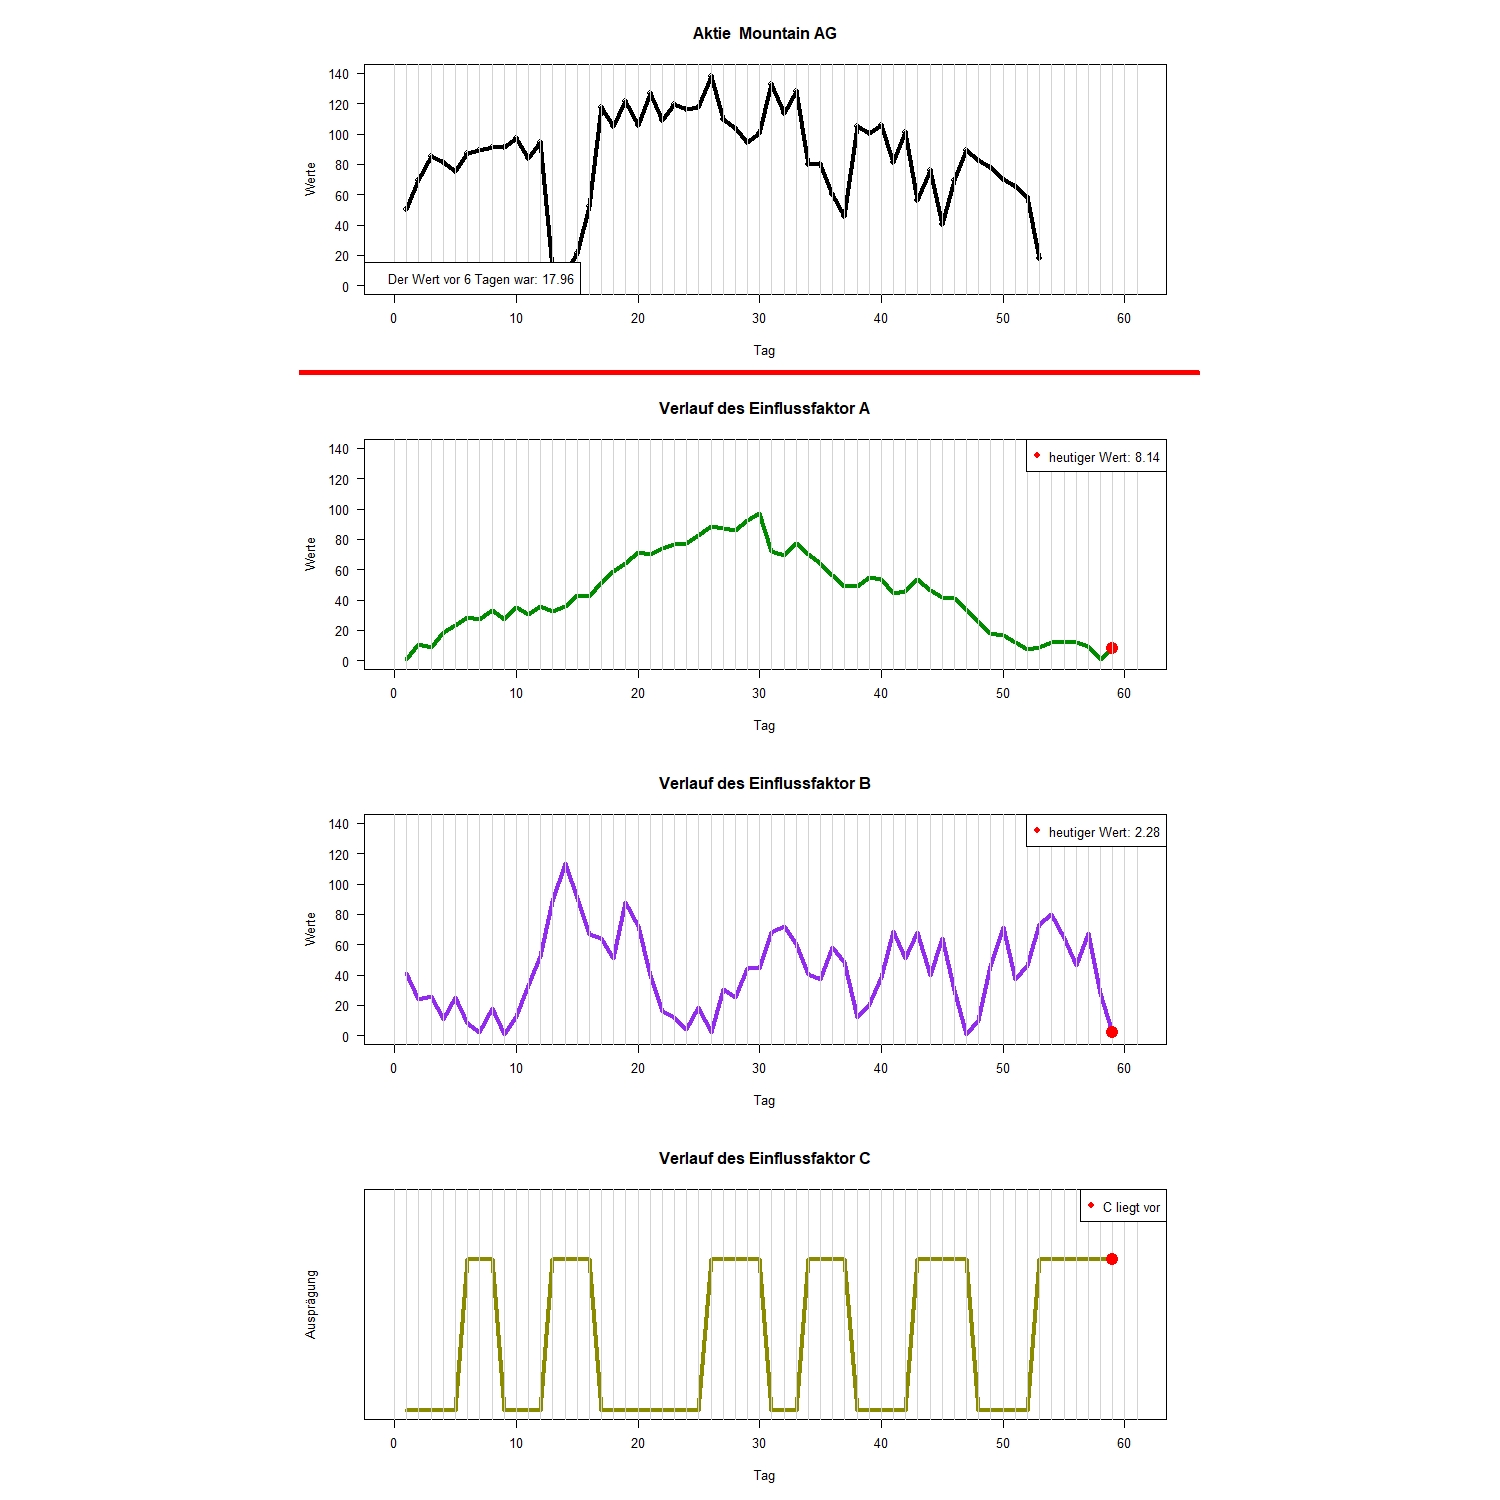 Aktie  Mountain AG
Werte
140
120
100
80
60
40
20
0
Der Wert vor 6 Tagen war: 17.96
0 10 20 30 40 50 60
Tag
Verlauf des Einflussfaktor A
Werte
140
120
100
80
60
40
20
0
heutiger Wert: 8.14
0 10 20 30 40 50 60
Tag
Verlauf des Einflussfaktor B
Werte
140
120
100
80
60
40
20
0
heutiger Wert: 2.28
0 10 20 30 40 50 60
Tag
Verlauf des Einflussfaktor C
Ausprägung
C liegt vor
0 10 20 30 40 50 60
Tag